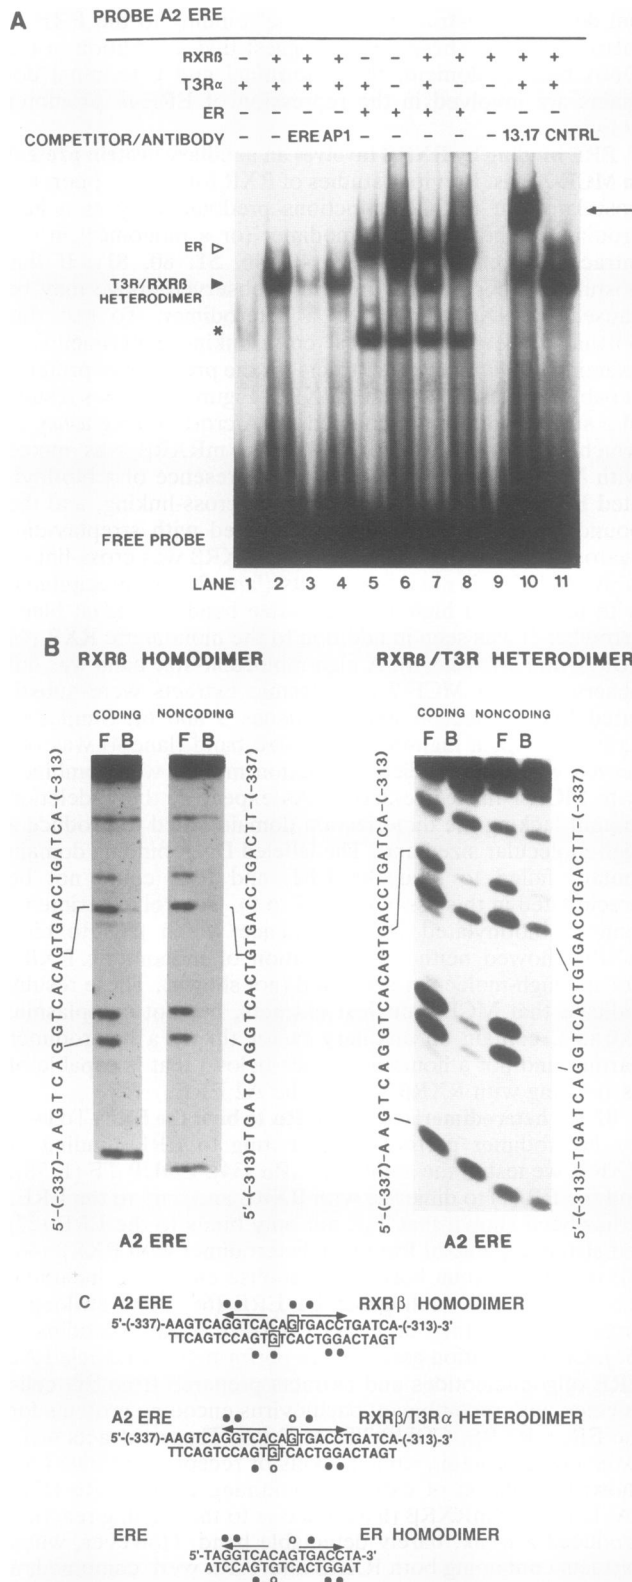 A
PROBE A2 ERE
RXRß - + + + - - + + - + +
T3Rα + + + + - - + + - + +
ER - - - - + + + + - - -
COMPETITOR/ANTIBODY - - ERE AP1 - - - - - 13.17 CNTRL
ER
T3R/RXRß
HETERODIMER
*
FREE PROBE
LANE 1 2 3 4 5 6 7 8 9 10 11
B
RXRß HOMODIMER
RXRß/T3R HETERODIMER
CODING NONCODING
F B F B
CODING NONCODING
F B F B
5'-(-337)-AAGTCAGGTCACAGTGACCTGATCA-(-313)
5'-(-313)-TGATCAGGTCACTGTGACCTGACTT-(-337)
5'-(-337)-AAGTCAGGTCACAGTGACCTGATCA-(-313)
5'-(-313)-TGATCAGGTCACTGTGACCTGACTT-(-337)
A2 ERE
A2 ERE
C
A2 ERE RXRβ HOMODIMER
5'-(-337)-AAGTCAGGTCACAGTGACCTGATCA-(-313)-3'
TTCAGTCCAGTGTCACTGGACTAGT
A2 ERE RXRβ/T3Rα HETERODIMER
5'-(-337)-AAGTCAGGTCACAGTGACCTGATCA-(-313)-3'
TTCAGTCCAGTGTCACTGGACTAGT
ERE ER HOMODIMER
5'-TAGGTCACAGTGACCTA-3'
ATCCAGTGTCACTGGAT